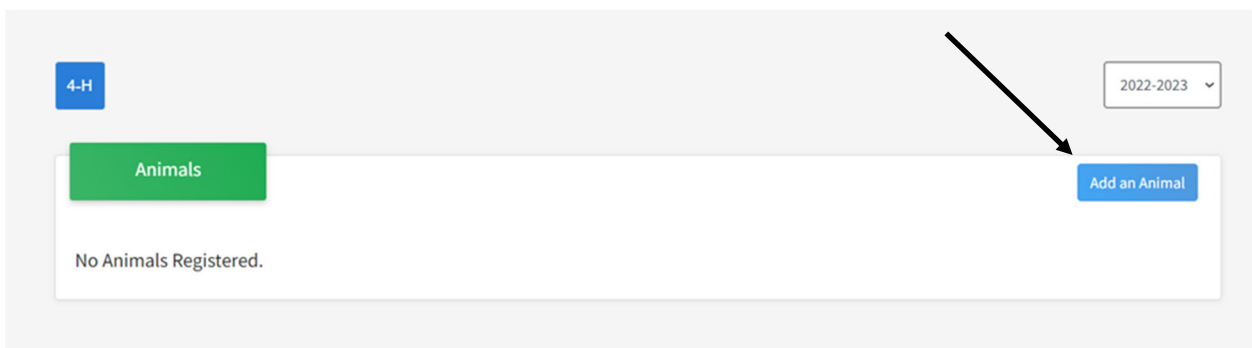 4-H
2022-2023
Animals
Add an Animal
No Animals Registered.